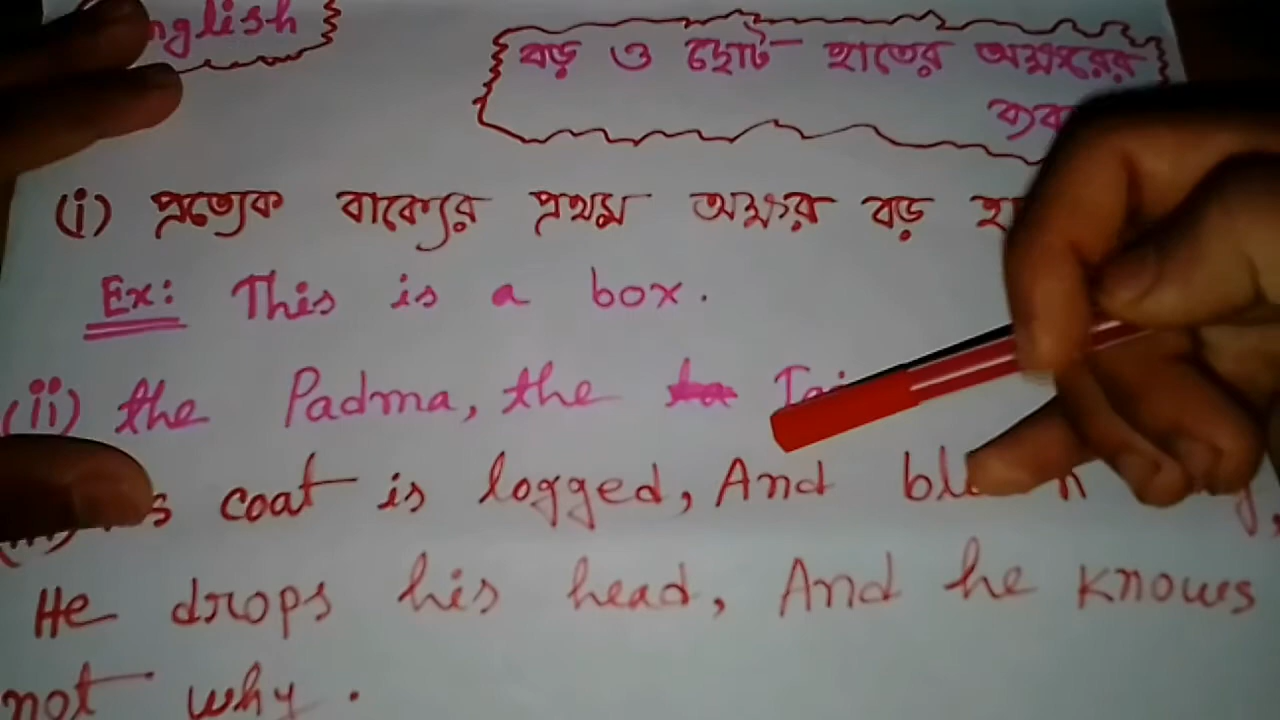 nglish
বড় ও ছোট হাতের অক্ষরের
(i) প্রত্যেক বাক্যের প্রথম অক্ষর বড়
Ex: This is a box.
(ii) the Padma, the
coat is logged, And
He drops his head, And he knows
not why.